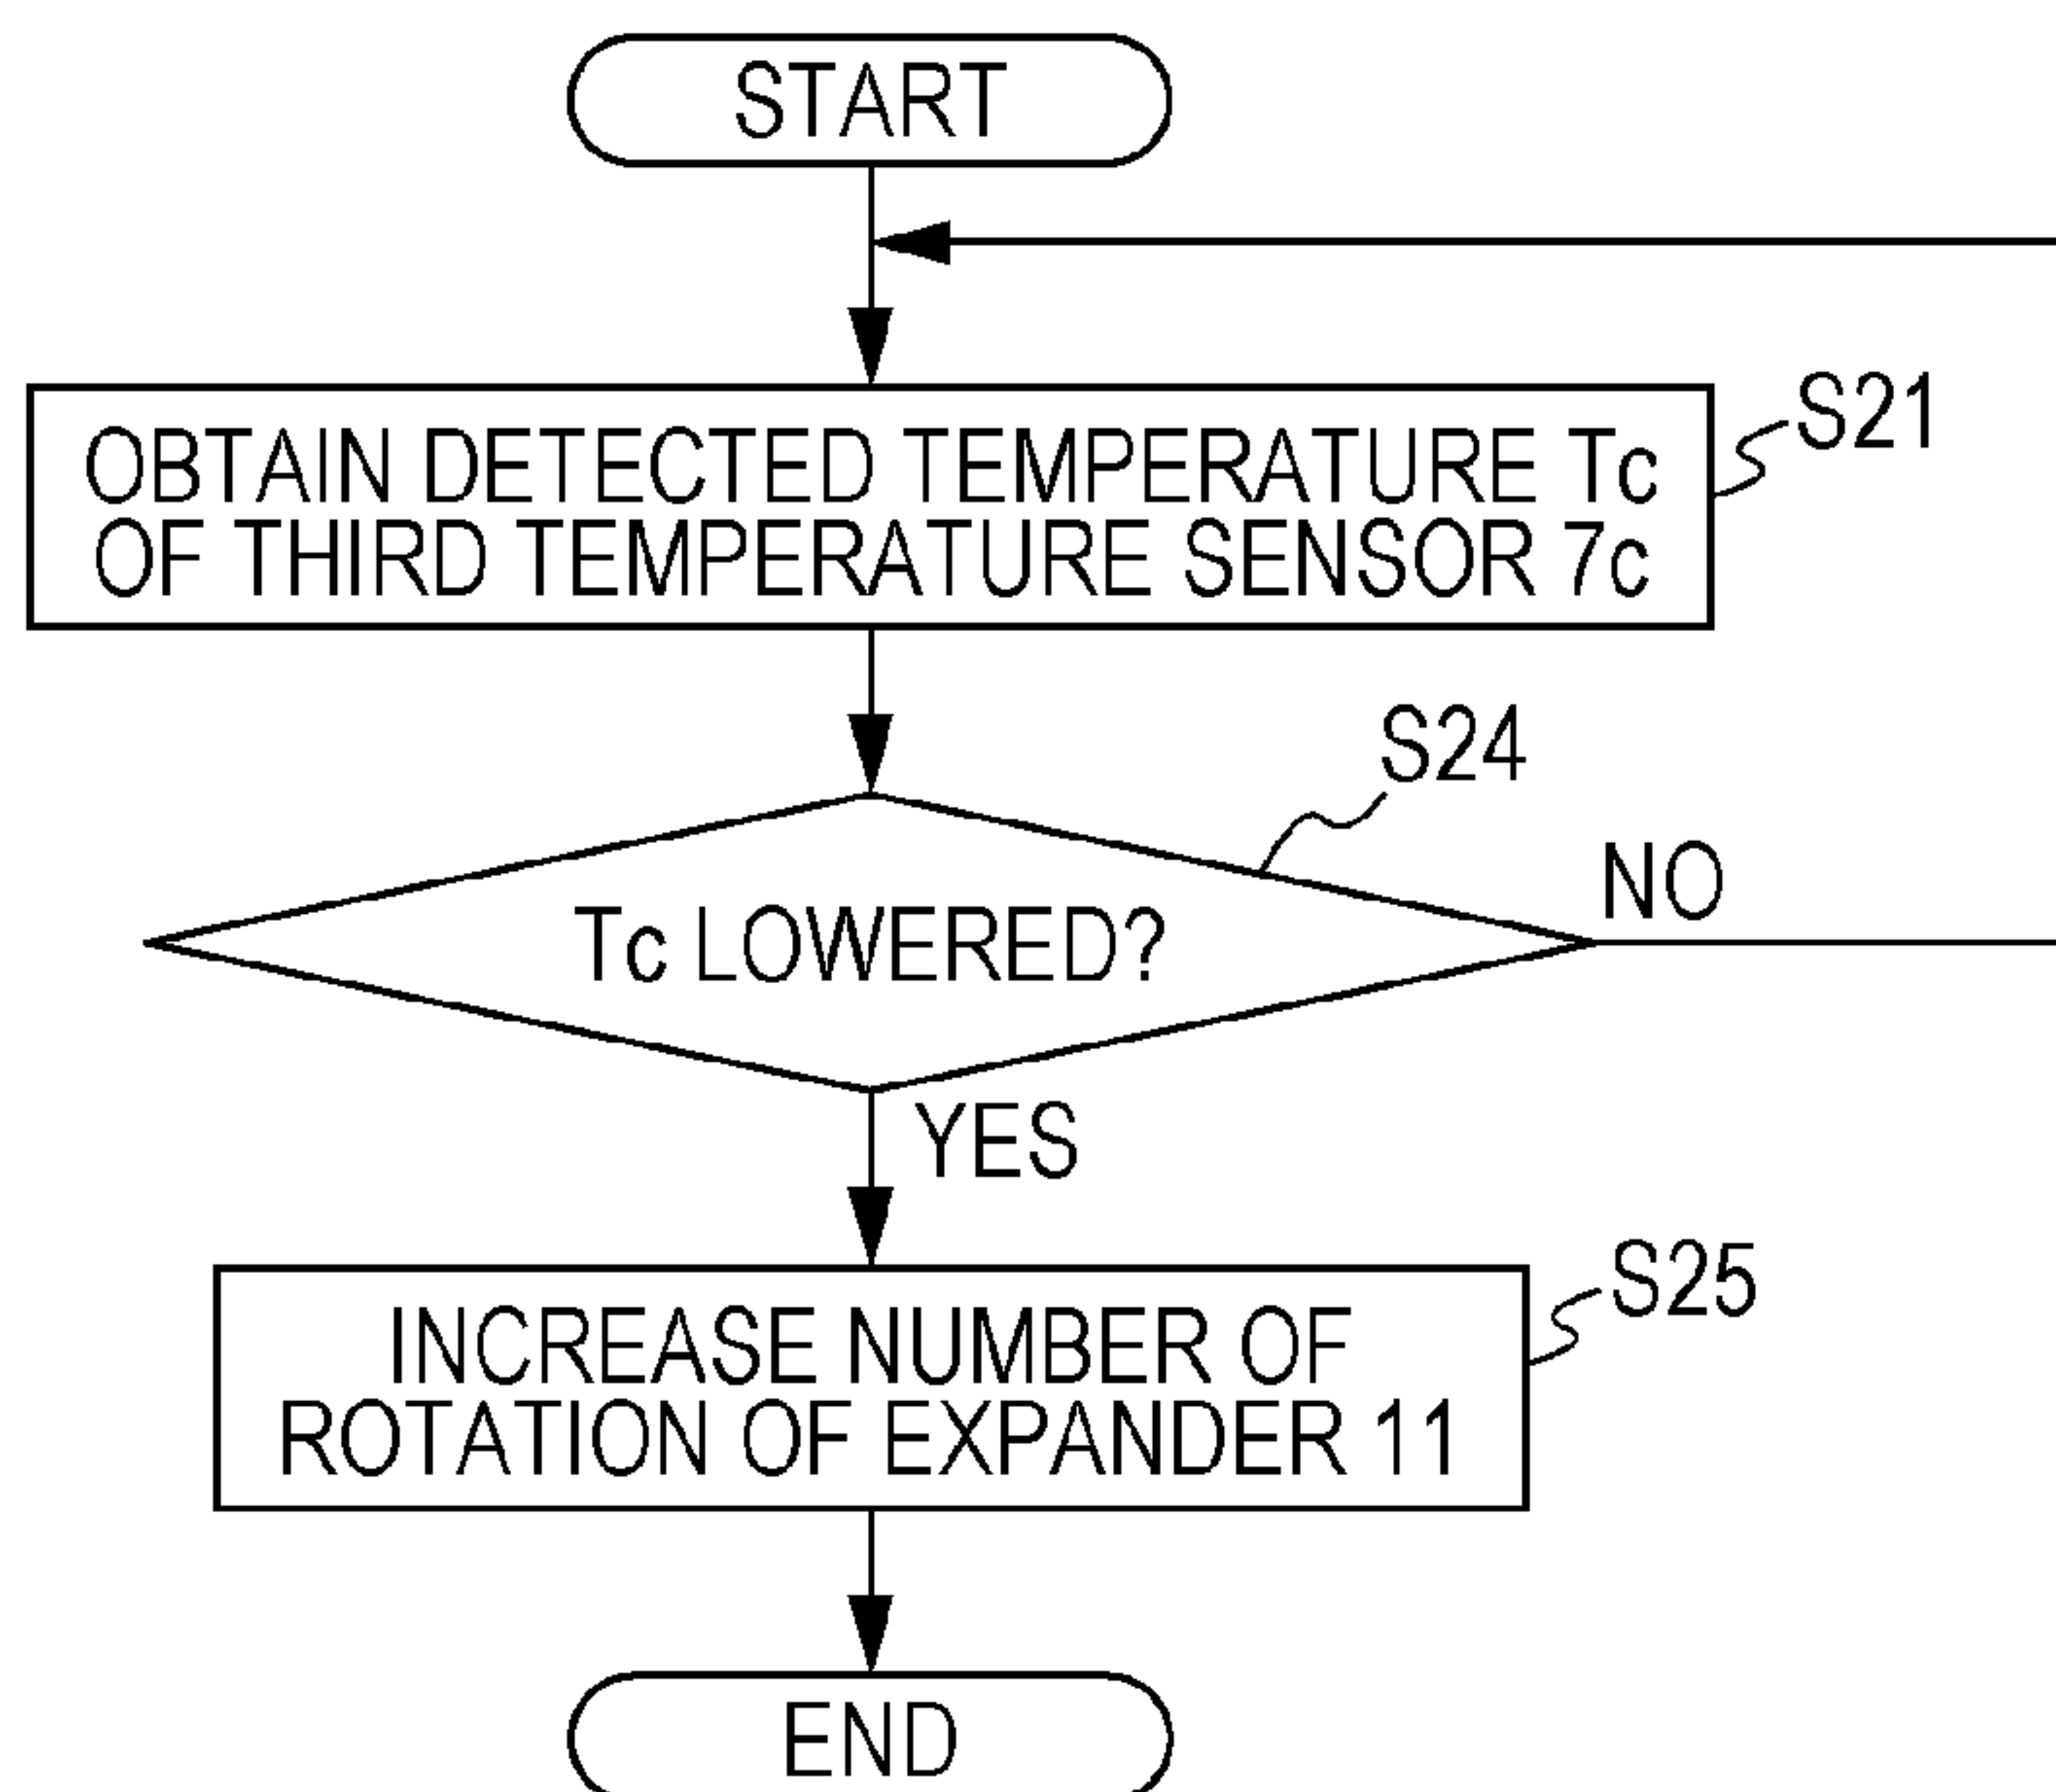 START
OBTAIN DETECTED TEMPERATURE Tc
OF THIRD TEMPERATURE SENSOR 7c
S21
S24
Tc LOWERED?
NO
YES
INCREASE NUMBER OF
ROTATION OF EXPANDER 11
S25
END